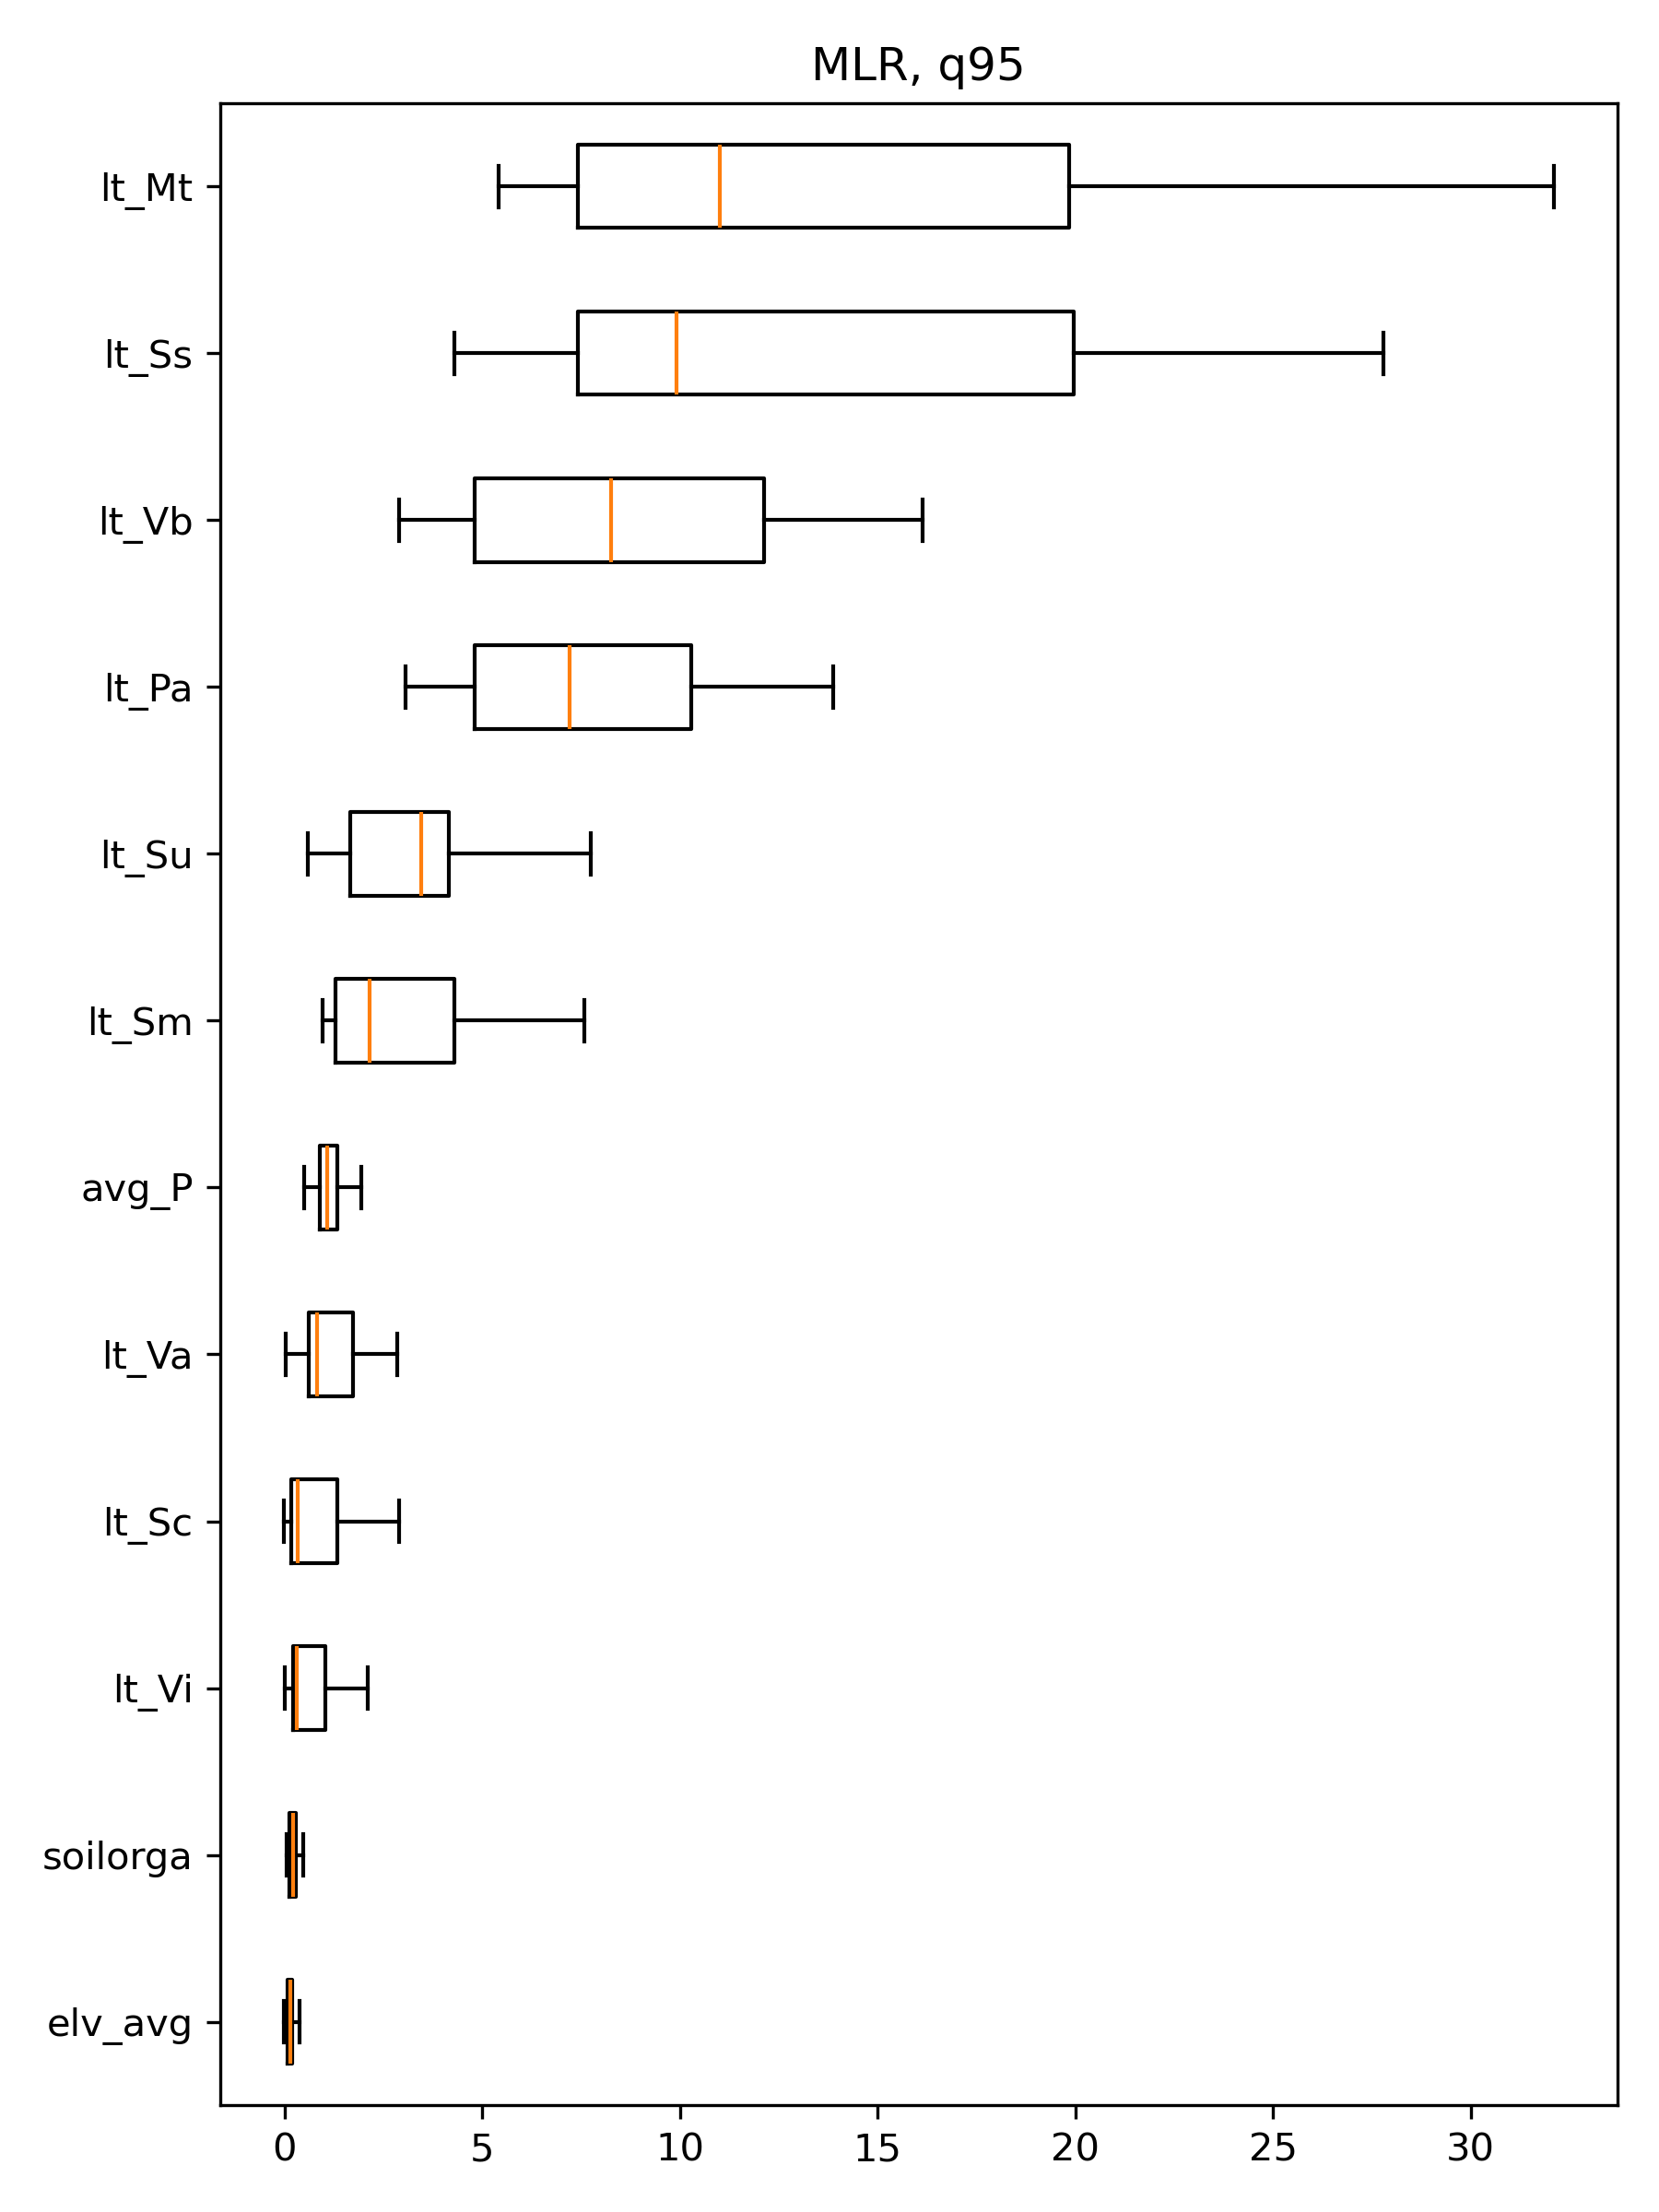 MLR, q95
lt_Mt
lt_Ss
lt_Vb
lt_Pa
lt_Su
lt_Sm
avg_P
lt_Va
lt_Sc
lt_Vi
soilorga
elv_avg
0 5 10 15 20 25 30